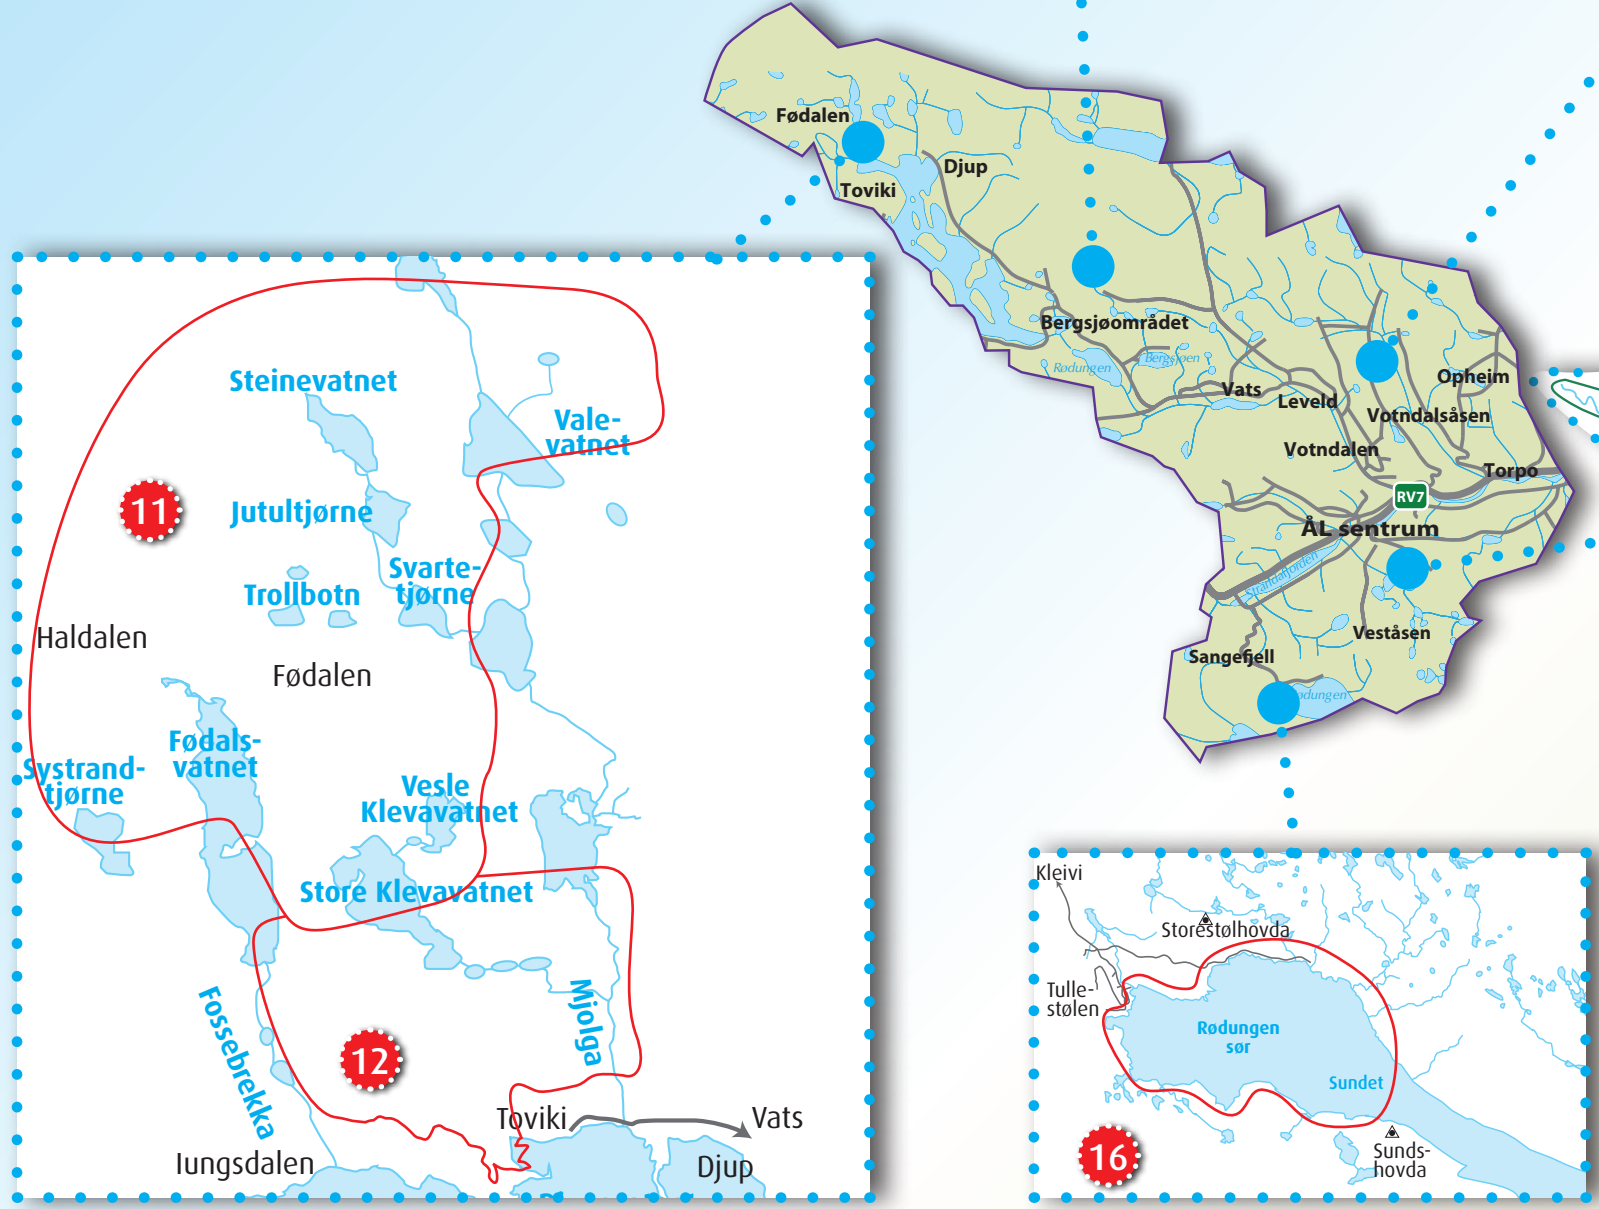 Fødalen
Djup
Toviki
Bergsjøområdet
Rødungen
Bergsjøen
Vats
Leveld
Opheim
Votndalsåsen
Votndalen
Torpo
RV7
ÅL sentrum
Strandafjorden
Veståsen
Sangefjell
Steinevatnet
Vale-
vatnet
11
Jutultjørne
Svarte-
tjørne
Trollbotn
Haldalen
Fødalen
Fødals-
vatnet
Systrand-
tjørne
Vesle
Klevavatnet
Store Klevavatnet
Fossebrekka
Mjolga
12
Toviki
Vats
Iungsdalen
Djup
Kleivi
Storestølhovda
Tulle-
stølen
Rødungen
sør
Sundet
16
Sunds-
hovda